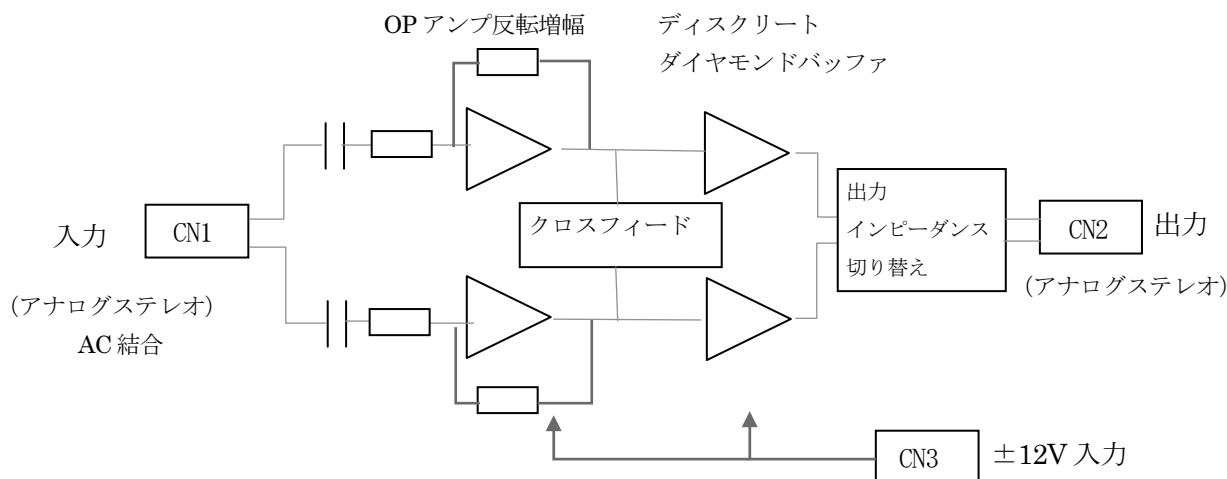 OP アンプ反転増幅
ディスクリート
ダイヤモンドバッファ
入力
CN1
(アナログステレオ)
AC 結合
クロスフィード
出力
インピーダンス
切り替え
CN2
出力
(アナログステレオ)
CN3
±12V 入力